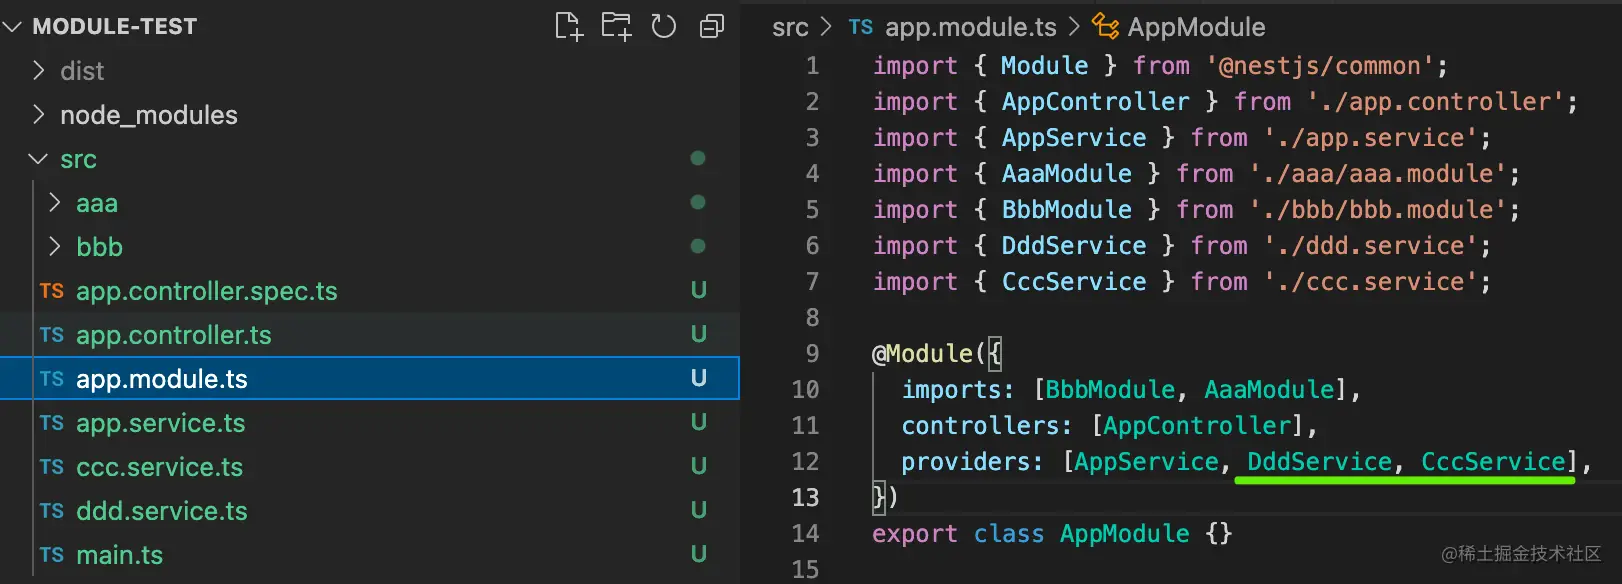 MODULE-TEST
dist
node_modules
src
aaa
bbb
TS app.controller.spec.ts U
TS app.controller.ts U
TS app.module.ts U
TS app.service.ts U
TS ccc.service.ts U
TS ddd.service.ts U
TS main.ts U
src > TS app.module.ts > AppModule
1 import { Module } from '@nestjs/common';
2 import { AppController } from './app.controller';
3 import { AppService } from './app.service';
4 import { AaaModule } from './aaa/aaa.module';
5 import { BbbModule } from './bbb/bbb.module';
6 import { DddService } from './ddd.service';
7 import { CccService } from './ccc.service';
8
9 @Module({
10 imports: [BbbModule, AaaModule],
11 controllers: [AppController],
12 providers: [AppService, DddService, CccService],
13 })
14 export class AppModule {}
15
@稀土掘金技术社区